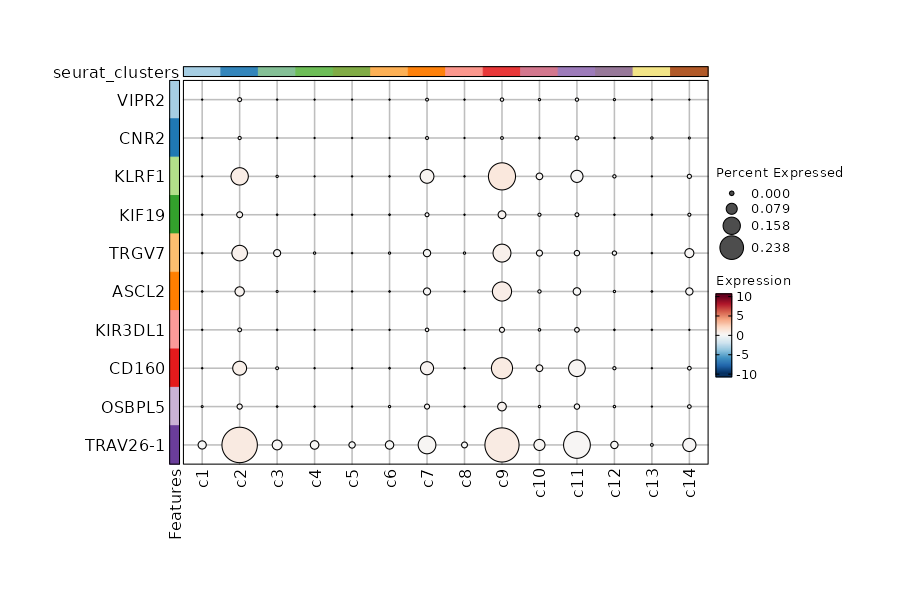 seurat_clusters
VIPR2
CNR2
KLRF1
KIF19
TRGV7
ASCL2
KIR3DL1
CD160
OSBPL5
TRAV26-1
Features
c1
c2
c3
c4
c5
c6
c7
c8
c9
c10
c11
c12
c13
c14
Percent Expressed
0.000
0.079
0.158
0.238
Expression
10
5
0
-5
-10